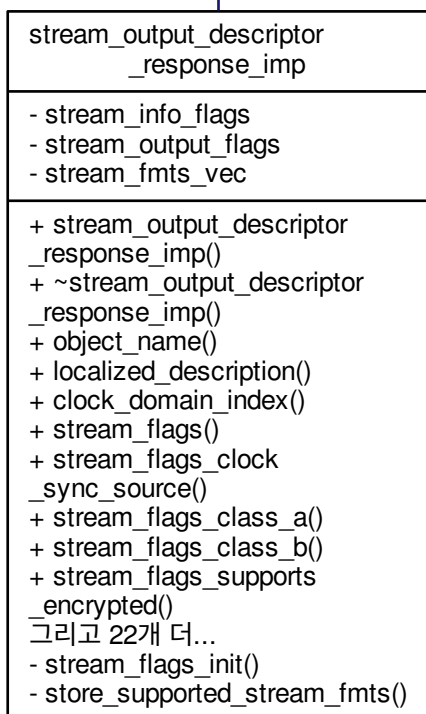 stream_output_descriptor
_response_imp
- stream_info_flags
- stream_output_flags
- stream_fmts_vec
+ stream_output_descriptor
_response_imp()
+ ~stream_output_descriptor
_response_imp()
+ object_name()
+ localized_description()
+ clock_domain_index()
+ stream_flags()
+ stream_flags_clock
_sync_source()
+ stream_flags_class_a()
+ stream_flags_class_b()
+ stream_flags_supports
_encrypted()
그리고 22개 더...
- stream_flags_init()
- store_supported_stream_fmts()